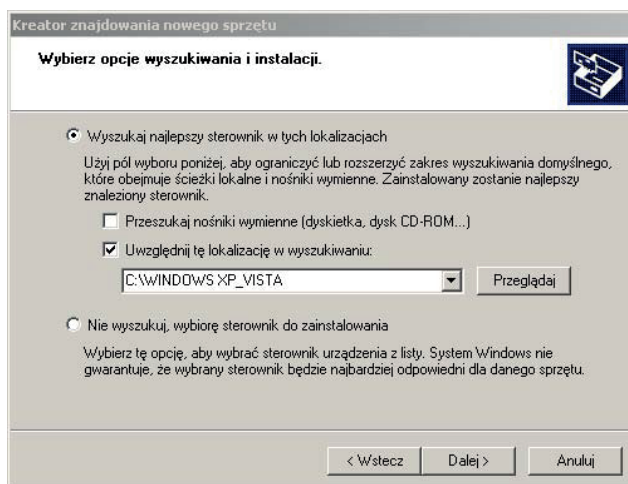 Kreator znajdowania nowego sprzętu
Wybierz opcje wyszukiwania i instalacji.
Wyszukaj najlepszy sterownik w tych lokalizacjach
Użyj pól wyboru poniżej, aby ograniczyć lub rozszerzyć zakres wyszukiwania domyślnego,
które obejmuje ścieżki lokalne i nośniki wymienne. Zainstalowany zostanie najlepszy
znaleziony sterownik.
Przeszukaj nośniki wymienne (dyskietka, dysk CD-ROM...)
Uwzględnij tę lokalizację w wyszukiwaniu:
C:\WINDOWS XP_VISTA
Przeglądaj
Nie wyszukuj, wybiorę sterownik do zainstalowania
Wybierz tę opcję, aby wybrać sterownik urządzenia z listy. System Windows nie
gwarantuje, że wybrany sterownik będzie najbardziej odpowiedni dla danego sprzętu.
< Wstecz
Dalej >
Anuluj